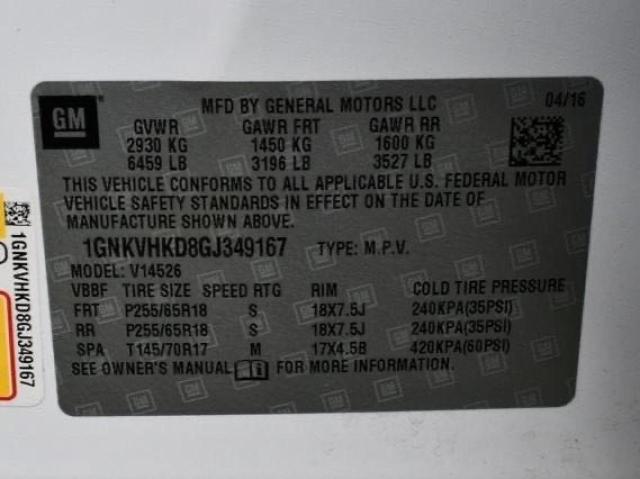 GM
MFD BY GENERAL MOTORS LLC 04/16
GVWR GAWR FRT GAWR RR
2930 KG 1450 KG 1600 KG
6459 LB 3196 LB 3527 LB
THIS VEHICLE CONFORMS TO ALL APPLICABLE U.S. FEDERAL MOTOR
VEHICLE SAFETY STANDARDS IN EFFECT ON THE DATE OF
MANUFACTURE SHOWN ABOVE.
1GNKVHKD8GJ349167 TYPE: M.P.V.
MODEL: V14526
VBBF TIRE SIZE SPEED RTG RIM COLD TIRE PRESSURE
FRT P255/65R18 S 18X7.5J 240KPA(35PSI)
RR P255/65R18 S 18X7.5J 240KPA(35PSI)
SPA T145/70R17 M 17X4.5B 420KPA(60PSI)
SEE OWNER'S MANUAL FOR MORE INFORMATION.
1GNKVHKD8GJ349167